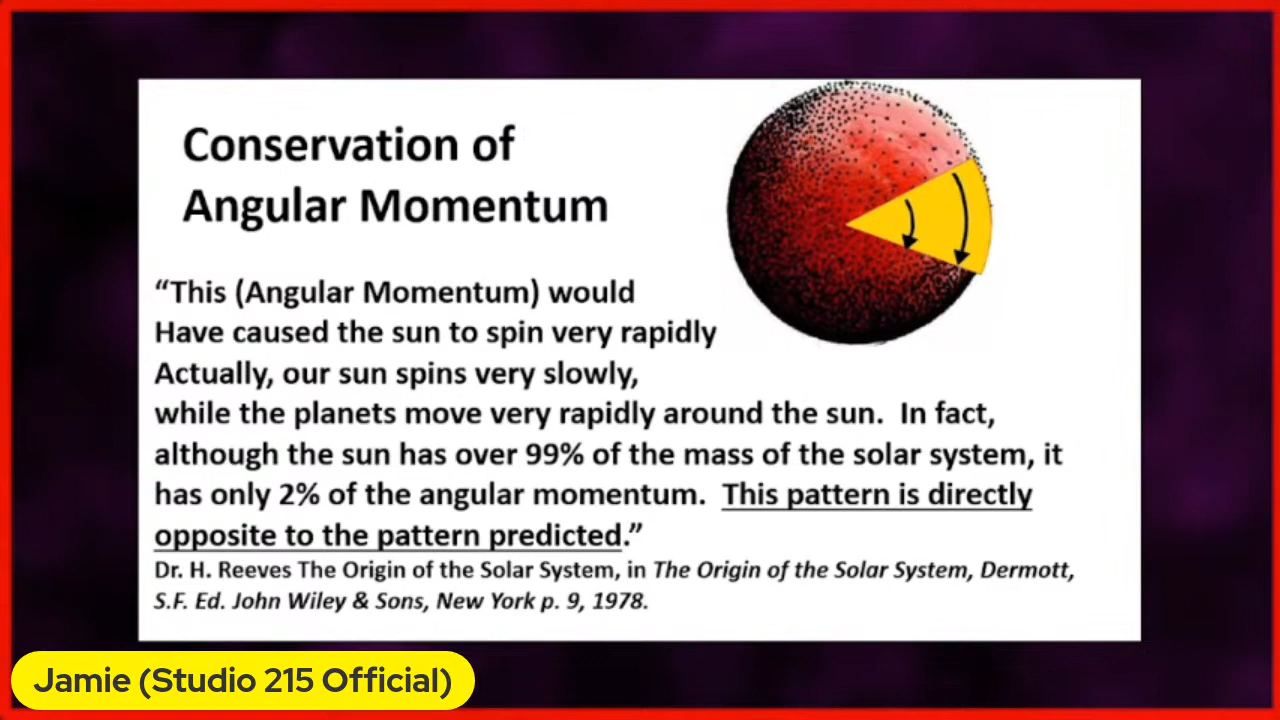 Conservation of
Angular Momentum
“This (Angular Momentum) would
Have caused the sun to spin very rapidly
Actually, our sun spins very slowly,
while the planets move very rapidly around the sun.  In fact,
although the sun has over 99% of the mass of the solar system, it
has only 2% of the angular momentum.  This pattern is directly
opposite to the pattern predicted.”
Dr. H. Reeves The Origin of the Solar System, in The Origin of the Solar System, Dermott,
S.F. Ed. John Wiley & Sons, New York p. 9, 1978.
Jamie (Studio 215 Official)